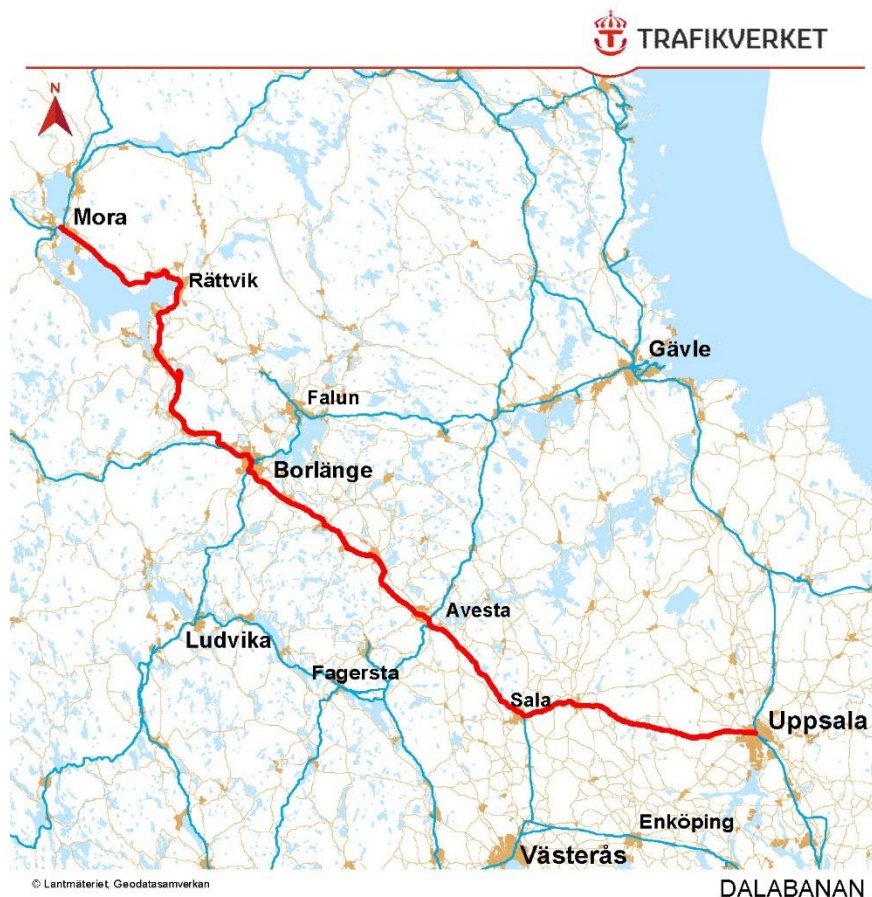 TRAFIKVERKET
N
Mora
Rättvik
Gävle
Falun
Borlänge
Avesta
Ludvika
Fagersta
Sala
Uppsala
Enköping
Västerås
© Lantmäteriet, Geodatasamverkan
DALABANAN